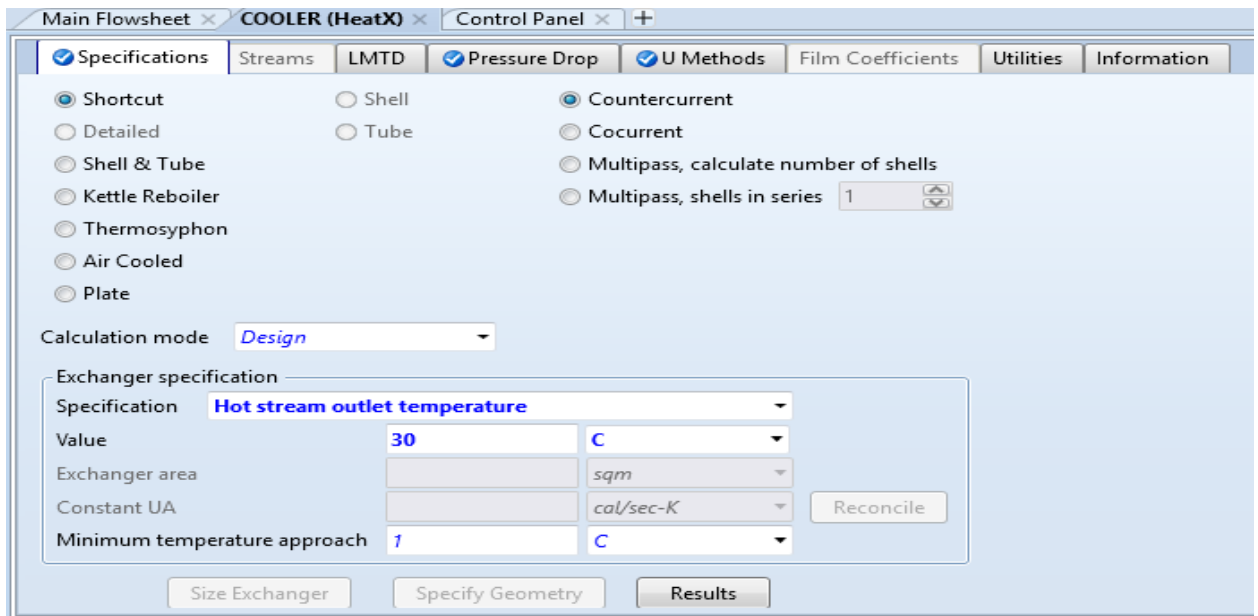 Main Flowsheet COOLER (HeatX) Control Panel
Specifications Streams LMTD Pressure Drop U Methods Film Coefficients Utilities Information
Shortcut Shell Countercurrent
Detailed Tube Cocurrent
Shell & Tube Multipass, calculate number of shells
Kettle Reboiler Multipass, shells in series 1
Thermosyphon
Air Cooled
Plate
Calculation mode Design
Exchanger specification
Specification Hot stream outlet temperature
Value 30 C
Exchanger area sqm
Constant UA cal/sec-K Reconcile
Minimum temperature approach 1 C
Size Exchanger Specify Geometry Results